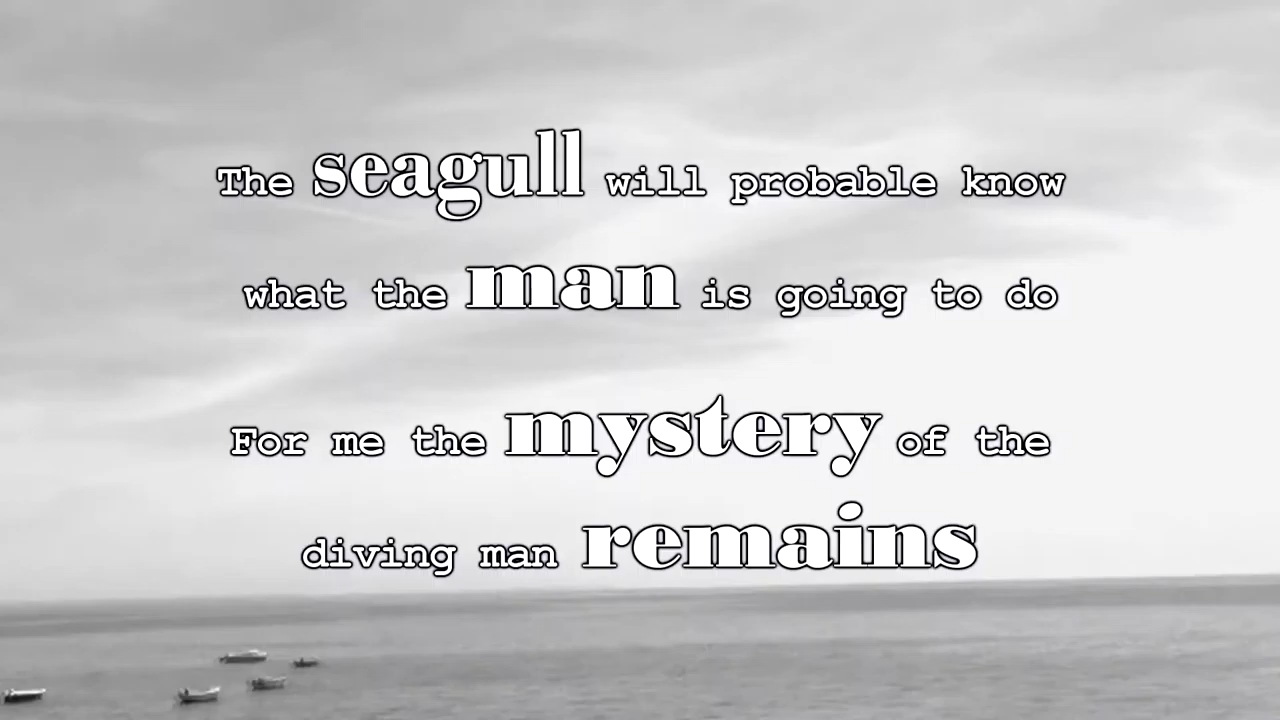 The seagull will probable know
what the man is going to do
For me the mystery of the
diving man remains